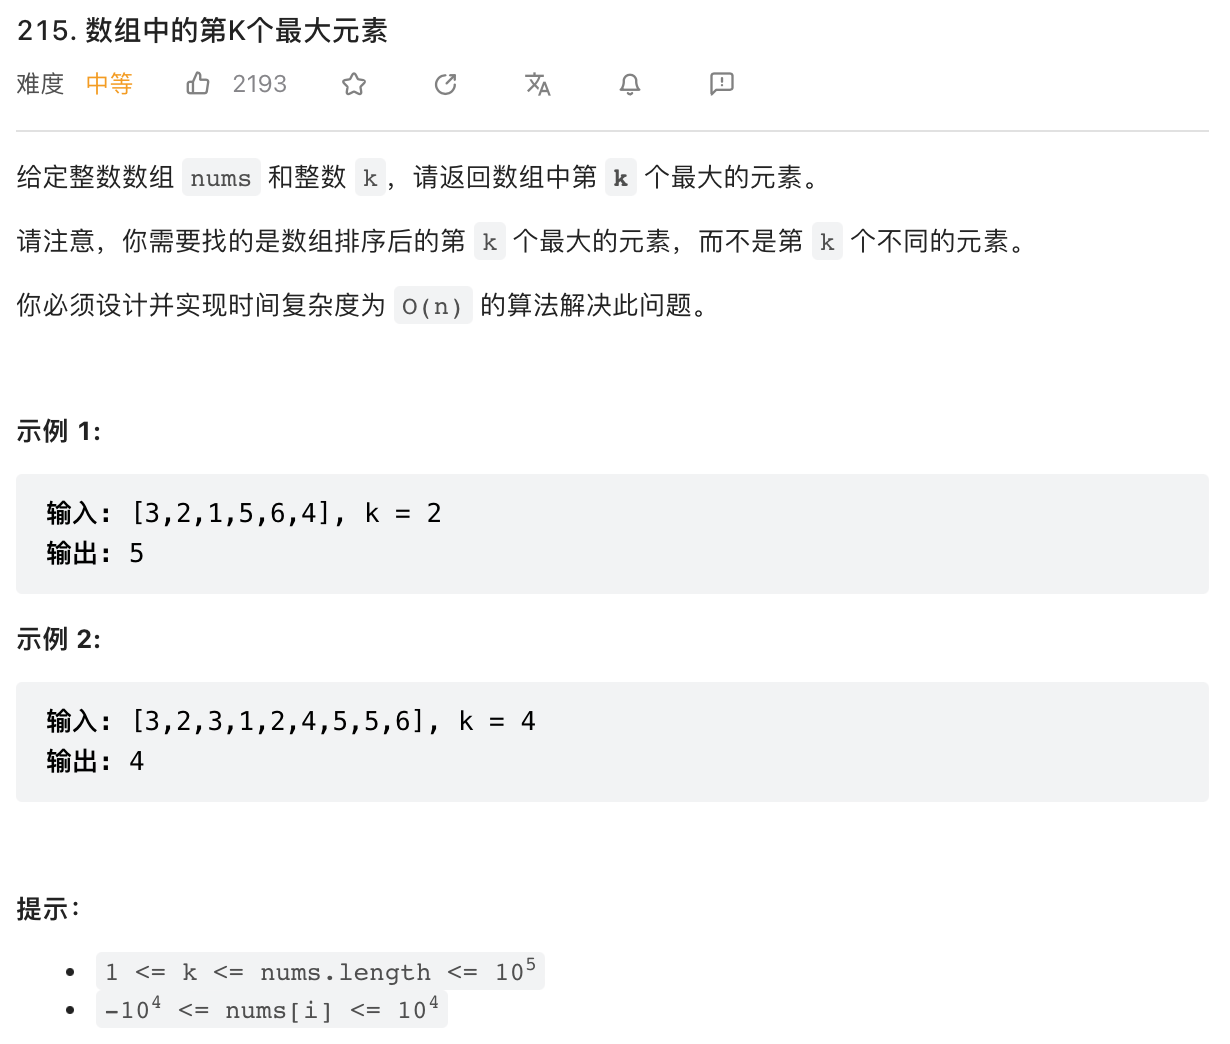 215. 数组中的第K个最大元素
难度 中等 2193
给定整数数组 nums 和整数 k，请返回数组中第 k 个最大的元素。
请注意，你需要找的是数组排序后的第 k 个最大的元素，而不是第 k 个不同的元素。
你必须设计并实现时间复杂度为 O(n) 的算法解决此问题。
示例 1:
输入: [3,2,1,5,6,4], k = 2
输出: 5
示例 2:
输入: [3,2,3,1,2,4,5,5,6], k = 4
输出: 4
提示：
• 1 <= k <= nums.length <= 10⁵
• -10⁴ <= nums[i] <= 10⁴